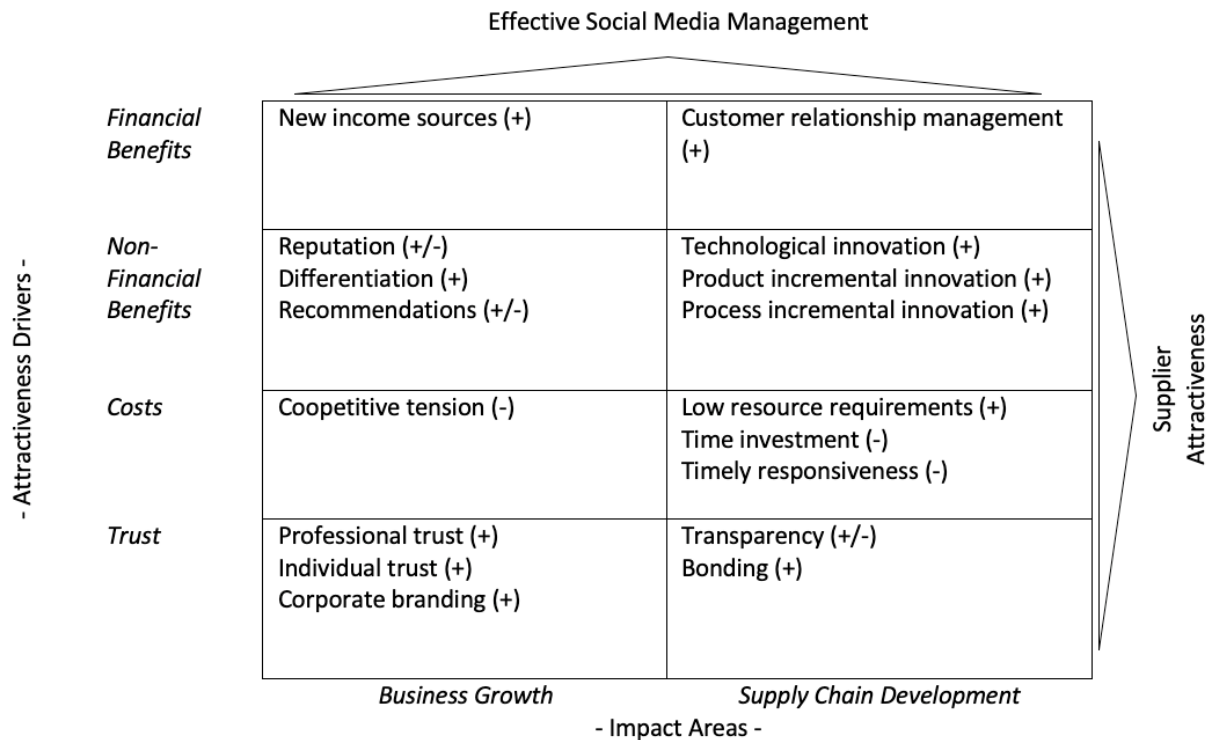 Effective Social Media Management
Financial
Benefits
New income sources (+)
Customer relationship management
(+)
Non-
Financial
Benefits
Reputation (+/-)
Differentiation (+)
Recommendations (+/-)
Technological innovation (+)
Product incremental innovation (+)
Process incremental innovation (+)
Costs
Coopetitive tension (-)
Low resource requirements (+)
Time investment (-)
Timely responsiveness (-)
Trust
Professional trust (+)
Individual trust (+)
Corporate branding (+)
Transparency (+/-)
Bonding (+)
- Attractiveness Drivers -
Supplier
Attractiveness
Business Growth
Supply Chain Development
- Impact Areas -